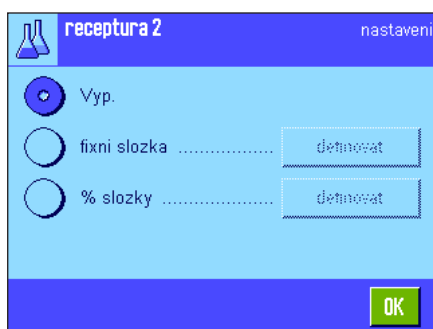 receptura 2 nastaveni
Vyp.
fixni slozka .................. definovat
% slozky .................... definovat
OK